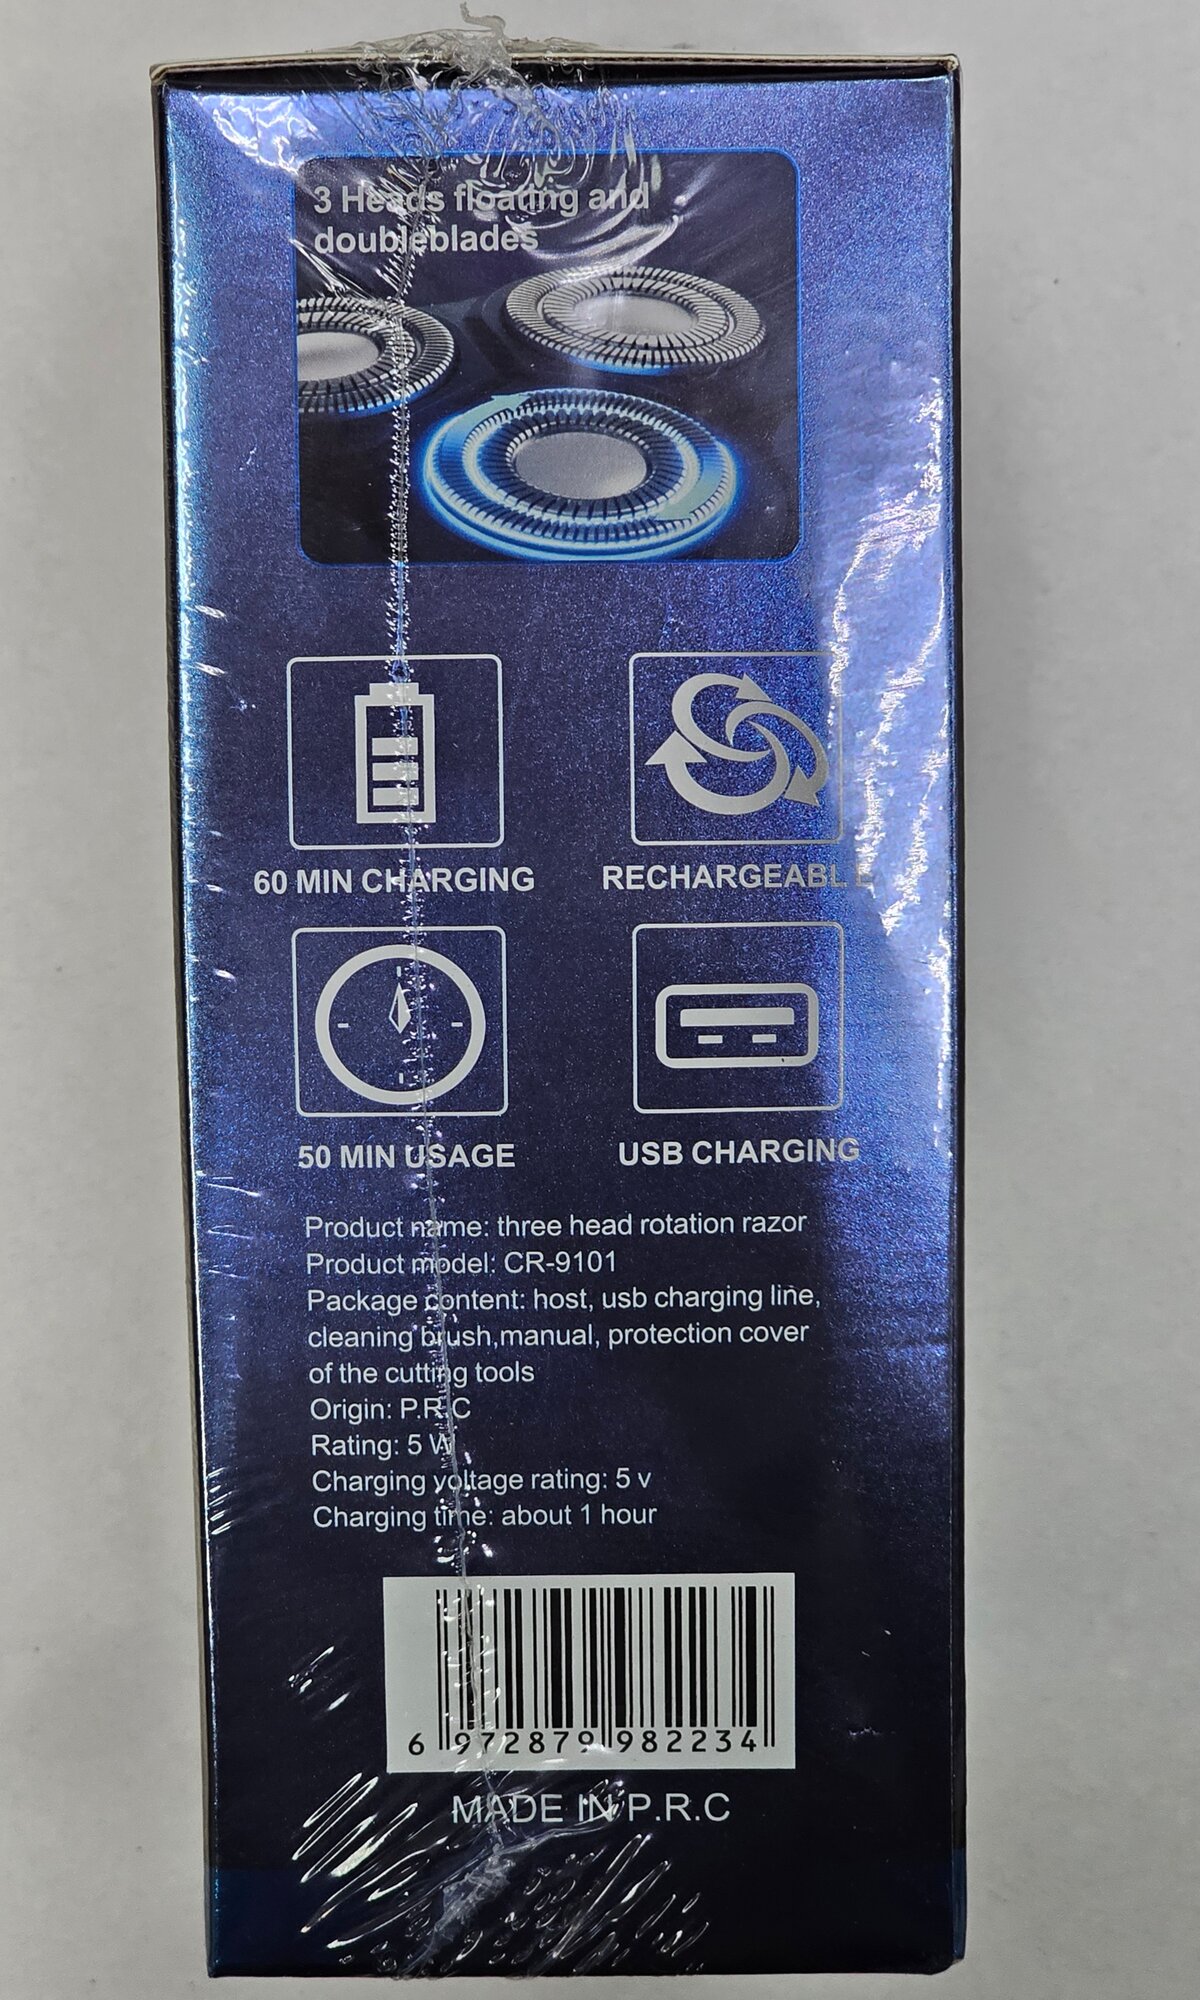 3 Heads floating and
doubleblades
60 MIN CHARGING
RECHARGEABLE
50 MIN USAGE
USB CHARGING
Product name: three head rotation razor
Product model: CR-9101
Package content: host, usb charging line,
cleaning brush,manual, protection cover
of the cutting tools
Origin: P.R.C
Rating: 5 W
Charging voltage rating: 5 v
Charging time: about 1 hour
6 972879 982234
MADE IN P.R.C